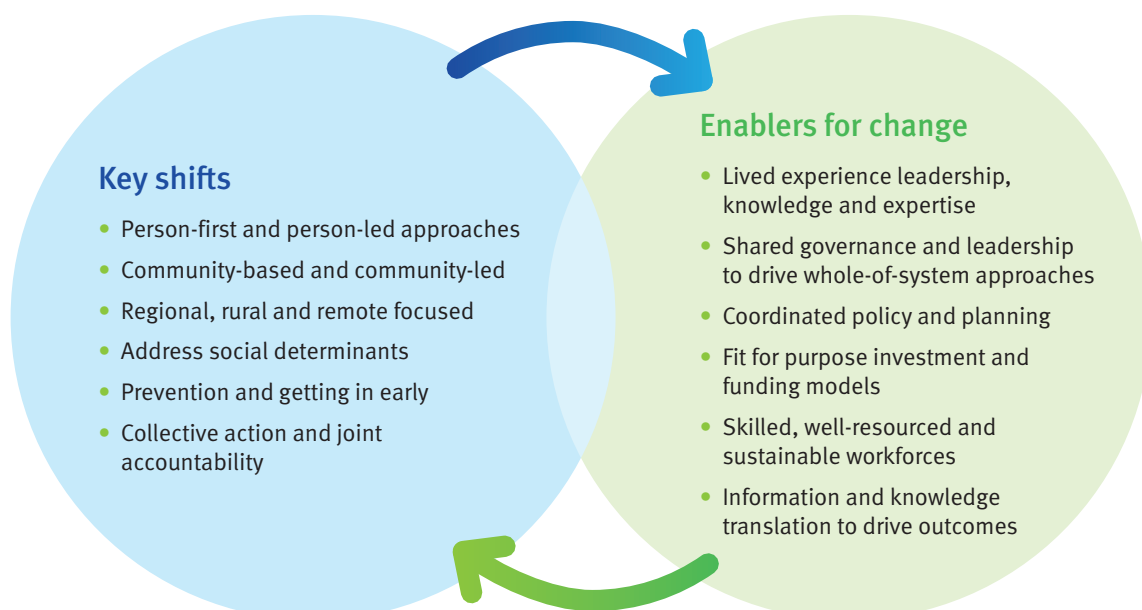 Key shifts
• Person-first and person-led approaches
• Community-based and community-led
• Regional, rural and remote focused
• Address social determinants
• Prevention and getting in early
• Collective action and joint
accountability
Enablers for change
• Lived experience leadership,
knowledge and expertise
• Shared governance and leadership
to drive whole-of-system approaches
• Coordinated policy and planning
• Fit for purpose investment and
funding models
• Skilled, well-resourced and
sustainable workforces
• Information and knowledge
translation to drive outcomes